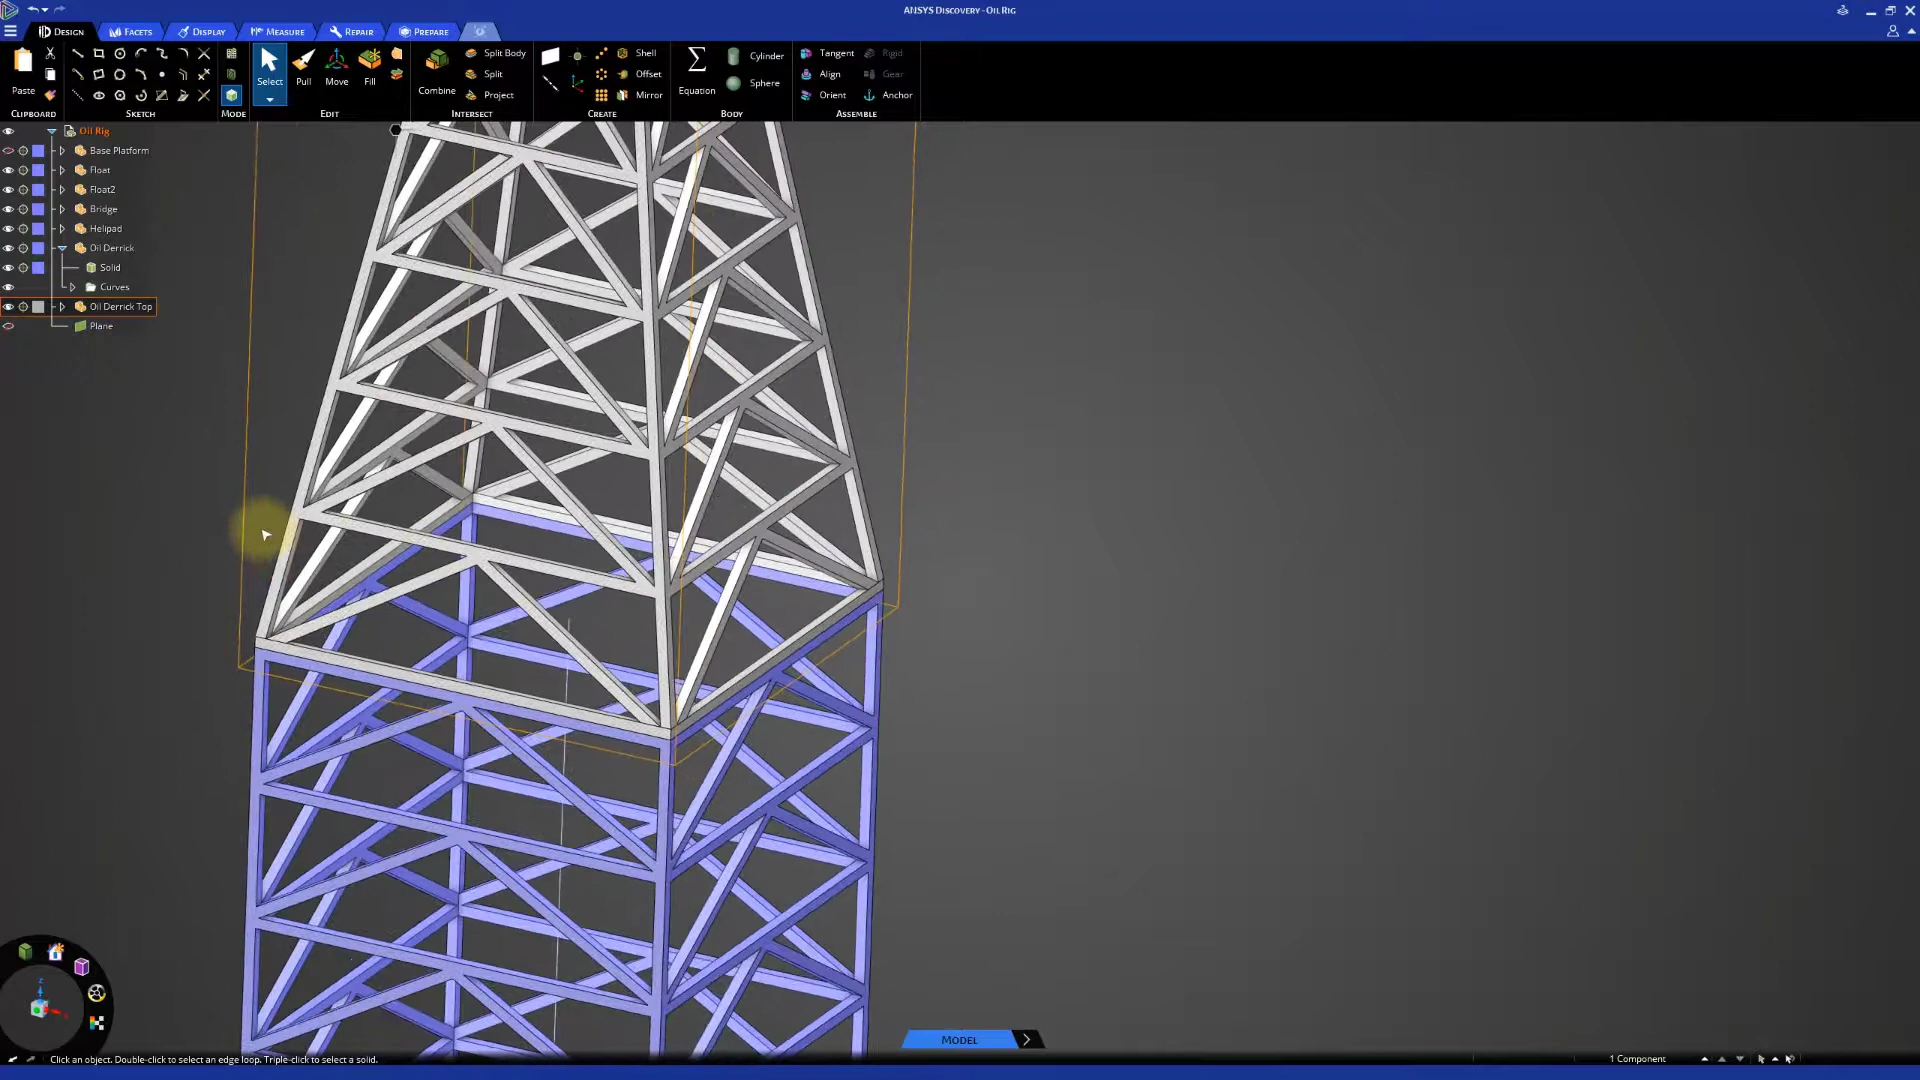 ANSYS Discovery - Oil Rig
Design Facets Display Measure Repair Prepare
Paste Select Pull Move Fill Combine Split Body Split Project Shell Offset Mirror Equation Cylinder Sphere Tangent Align Orient Rigid Gear Anchor
Clipboard Sketch Mode Edit Intersect Create Body Assemble
Oil Rig
Base Platform
Float
Float2
Bridge
Helipad
Oil Derrick
Solid
Curves
Oil Derrick Top
Plane
Model
Click an object. Double-click to select an edge loop. Triple-click to select a solid. 1 Component